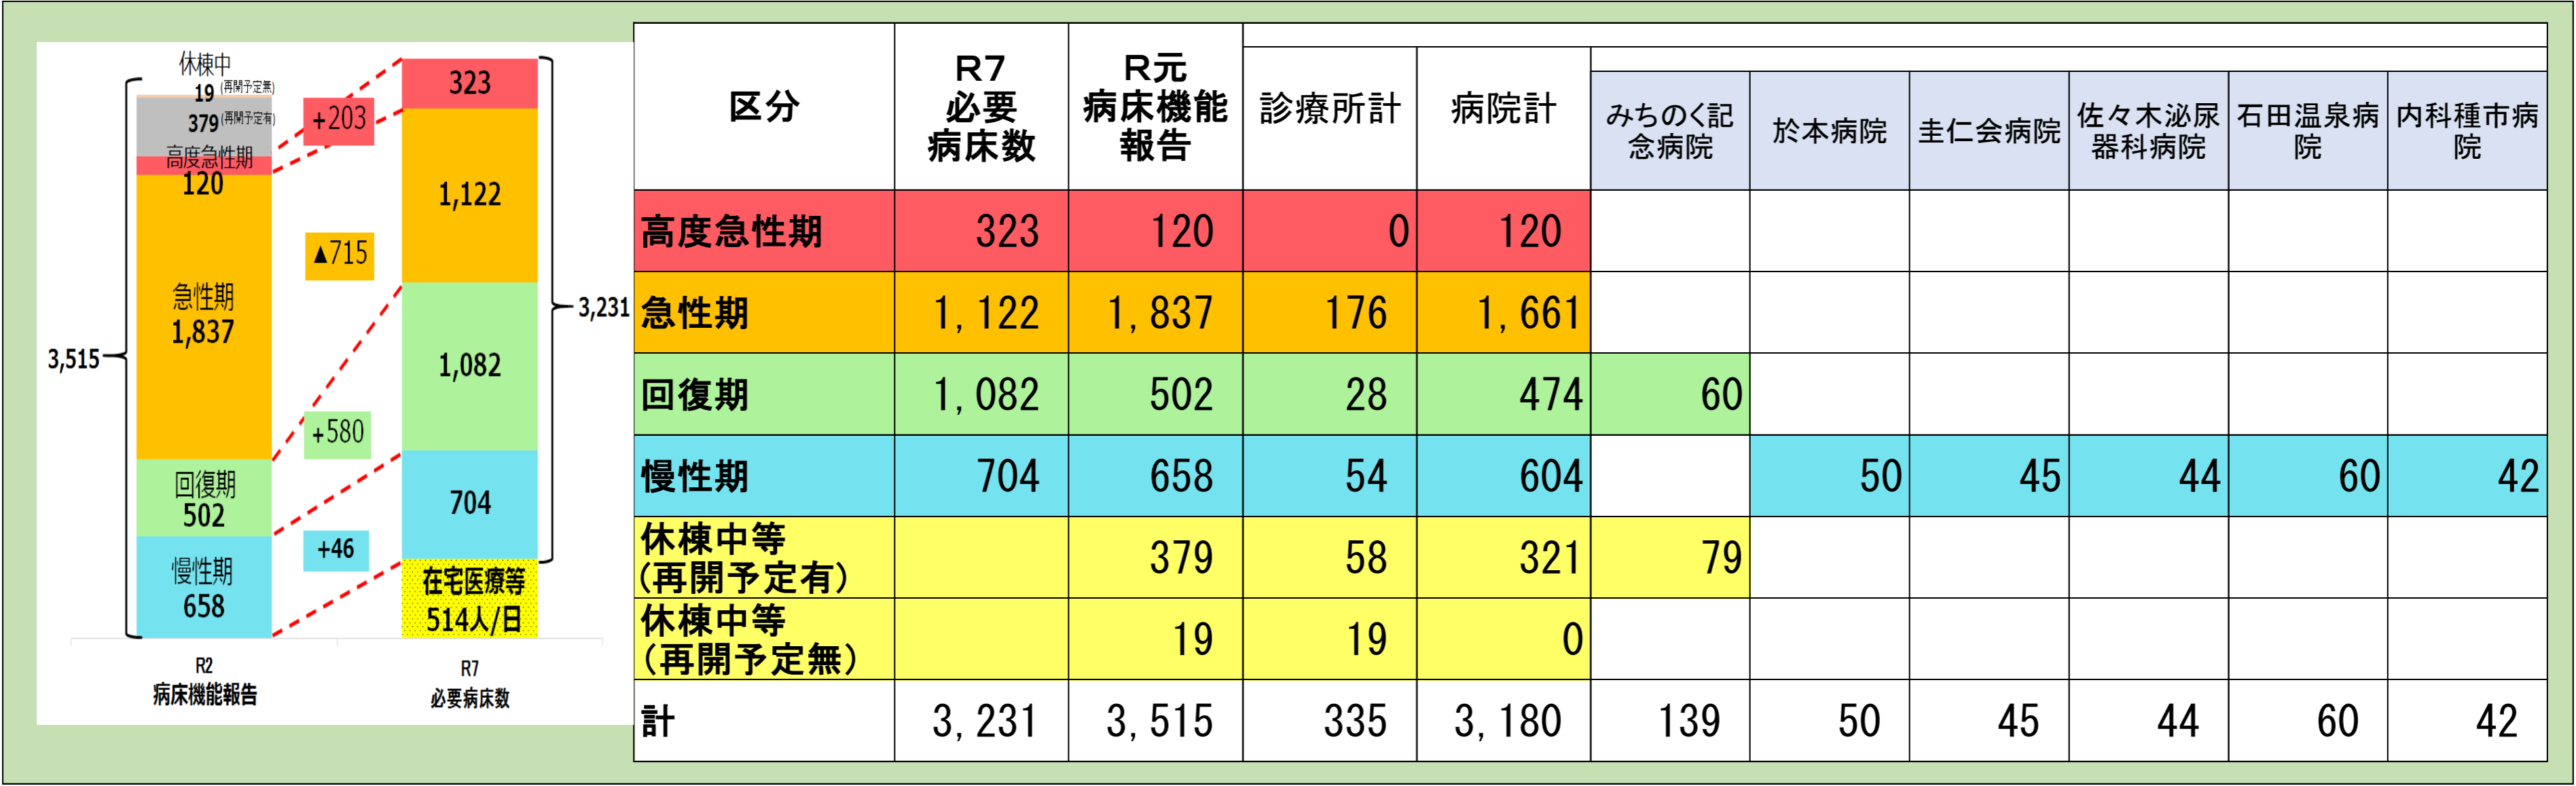 休棟中
19 (再開予定無)
379 (再開予定有)
高度急性期
120
急性期
1,837
3,515
回復期
502
慢性期
658
R2
病床機能報告
+203
▲715
+580
+46
323
1,122
1,082
704
3,231
在宅医療等
514人/日
R7
必要病床数
区分
R7
必要
病床数
R元
病床機能
報告
診療所計
病院計
みちのく記
念病院
於本病院
圭仁会病院
佐々木泌尿
器科病院
石田温泉病
院
内科種市病
院
高度急性期 323 120 0 120
急性期 1,122 1,837 176 1,661
回復期 1,082 502 28 474 60
慢性期 704 658 54 604 50 45 44 60 42
休棟中等
(再開予定有) 379 58 321 79
休棟中等
(再開予定無) 19 19 0
計 3,231 3,515 335 3,180 139 50 45 44 60 42